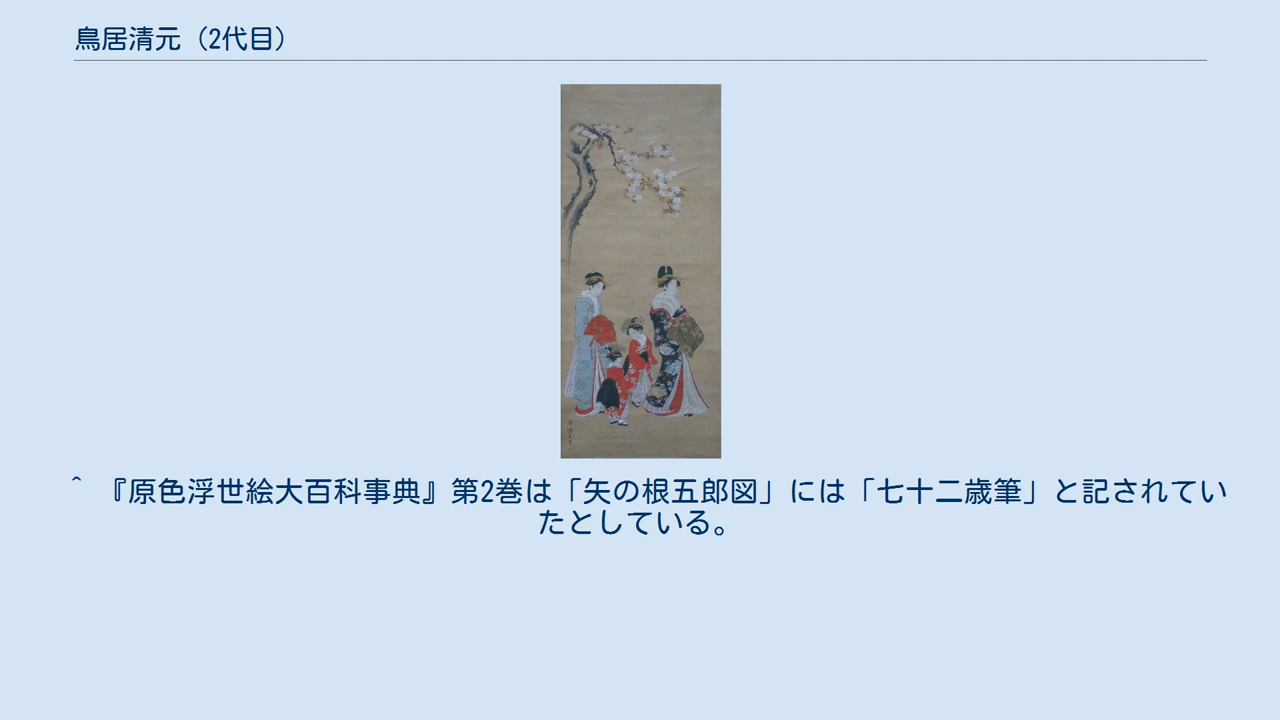 鳥居清元（2代目）
^ 『原色浮世絵大百科事典』第2巻は「矢の根五郎図」には「七十二歳筆」と記されてい
たとしている。